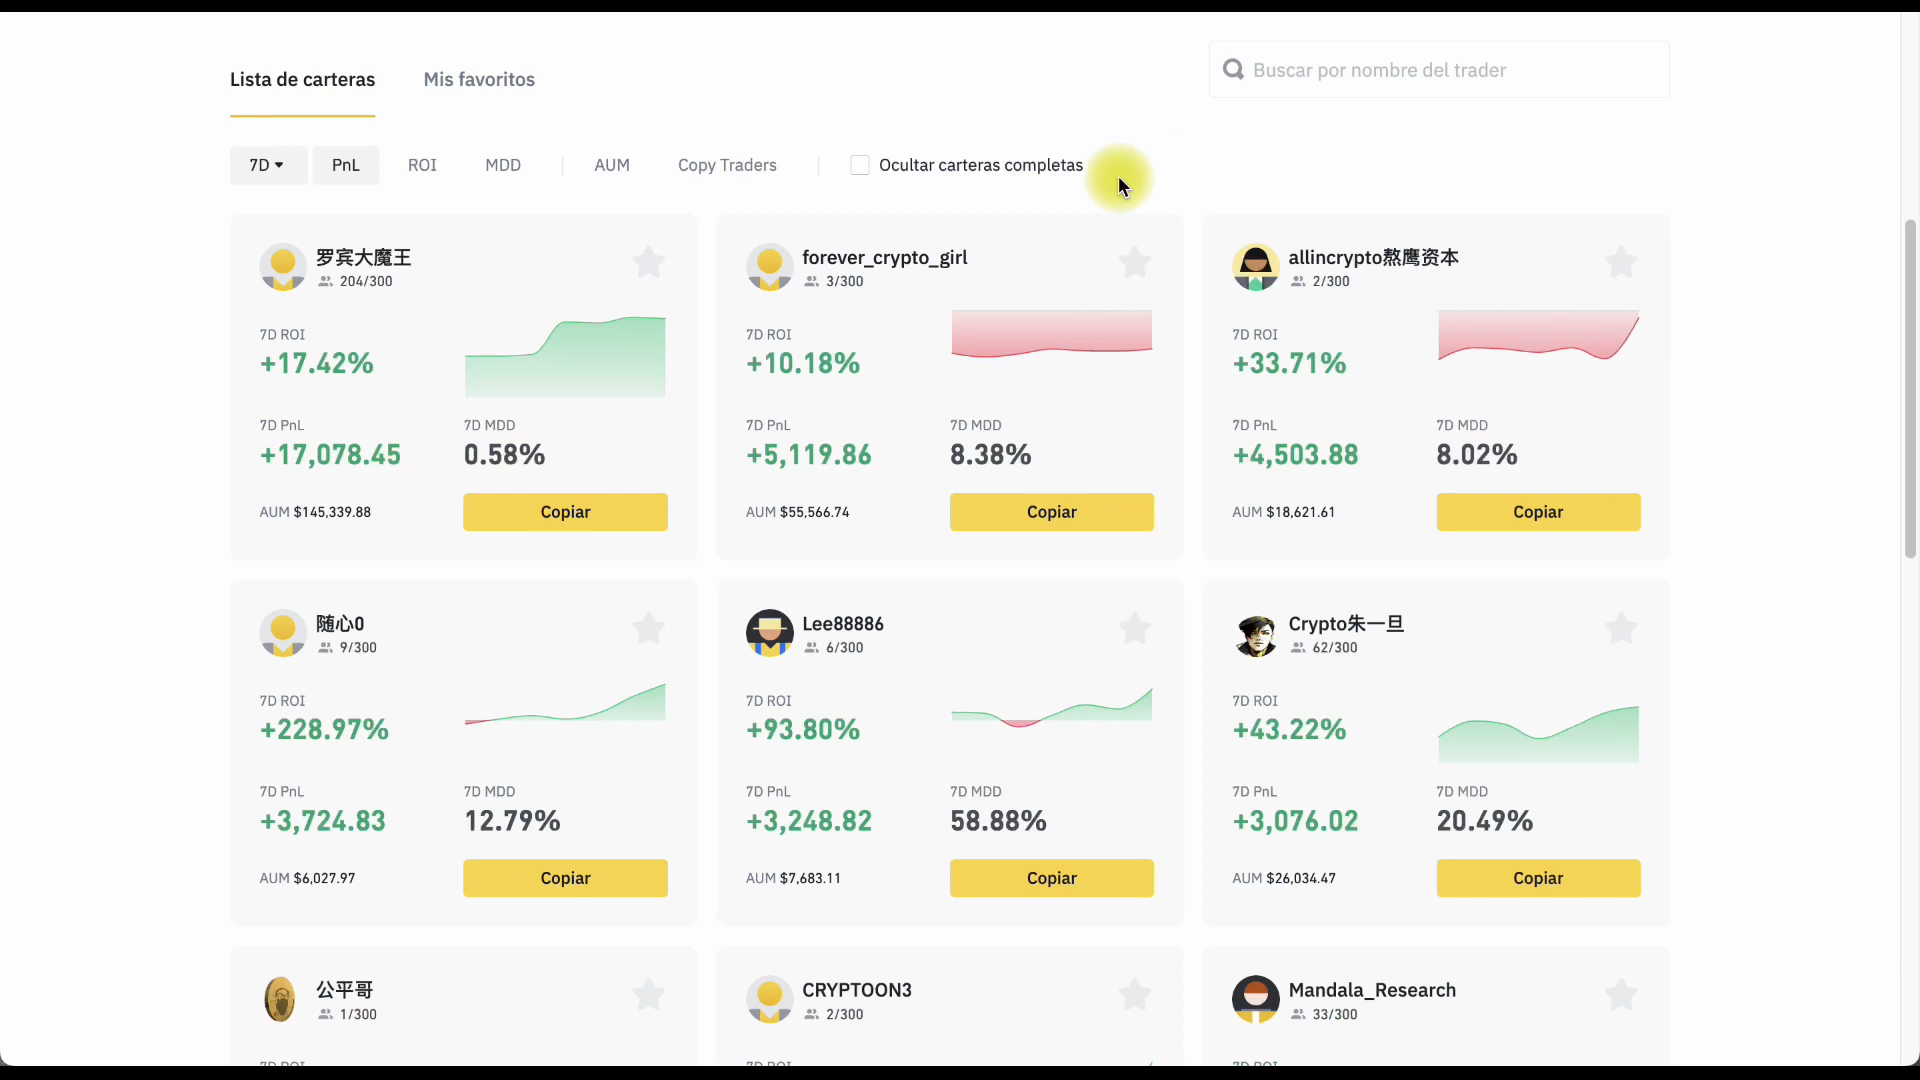 Lista de carteras
Mis favoritos
Buscar por nombre del trader
7D PnL ROI MDD AUM Copy Traders Ocultar carteras completas
罗宾大魔王
204/300
7D ROI
+17.42%
7D PnL
+17,078.45
7D MDD
0.58%
AUM $145,339.88
Copiar
forever_crypto_girl
3/300
7D ROI
+10.18%
7D PnL
+5,119.86
7D MDD
8.38%
AUM $55,566.74
Copiar
allincrypto熬鹰资本
2/300
7D ROI
+33.71%
7D PnL
+4,503.88
7D MDD
8.02%
AUM $18,621.61
Copiar
随心0
9/300
7D ROI
+228.97%
7D PnL
+3,724.83
7D MDD
12.79%
AUM $6,027.97
Copiar
Lee88886
6/300
7D ROI
+93.80%
7D PnL
+3,248.82
7D MDD
58.88%
AUM $7,683.11
Copiar
Crypto朱一旦
62/300
7D ROI
+43.22%
7D PnL
+3,076.02
7D MDD
20.49%
AUM $26,034.47
Copiar
公平哥
1/300
7D ROI
CRYPTOON3
2/300
7D ROI
Mandala_Research
33/300
7D ROI